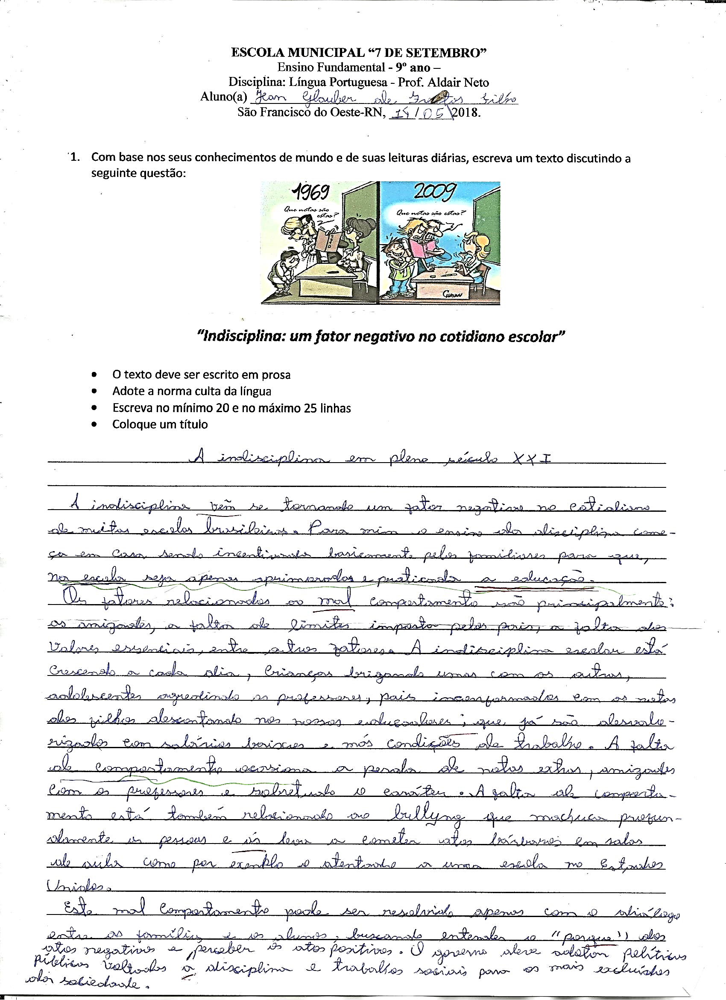 ESCOLA MUNICIPAL “7 DE SETEMBRO”
Ensino Fundamental - 9º ano –
Disciplina: Língua Portuguesa - Prof. Aldair Neto
Aluno(a) Jean Glauber de Freitas Filho
São Francisco do Oeste-RN, 14/05\2018.
1. Com base nos seus conhecimentos de mundo e de suas leituras diárias, escreva um texto discutindo a
seguinte questão:
1969
Que notas são
estas?
2009
Que notas são estas?
“Indisciplina: um fator negativo no cotidiano escolar”
• O texto deve ser escrito em prosa
• Adote a norma culta da língua
• Escreva no mínimo 20 e no máximo 25 linhas
• Coloque um título
A indisciplina em pleno século XXI
A indisciplina vêm se tornando um fator negativo no cotidiano
de muitas escolas brasileiras. Para mim o ensino da disciplina come-
ça em casa sendo incentivado basicamente pelos familiares para que,
na escola seja apenas aprimorados e praticada a educação.
Os fatores relacionados ao mal comportamento são principalmente:
as amizades, a falta de limites imposta pelos pais, a falta dos
valores essenciais, entre outros fatores. A indisciplina escolar está
crescendo a cada dia, crianças brigando umas com as outras,
adolescentes agredindo os professores, pais inconformados com as notas
dos filhos descontando nos nossos educadores; que já são desvalo-
rizados com salários baixos e más condições de trabalho. A falta
de comportamento ocasiona a perda de notas extras, amizades
com os professores e sobretudo o caráter. A falta de comporta-
mento está também relacionado ao bullyng que machuca profun-
damente as pessoas e ás leva a cometer atos bárbaros em salas
de aula como por exemplo o atentado a uma escola no Estados
Unidos.
Este mal comportamento pode ser resolvido apenas com o diálogo
entre as famílias e os alunos, buscando entender o “porque” dos
atos negativos e perceber os atos positivos. O governo deve adotar políticas
públicas voltados a disciplina e trabalhos sociais para os mais excluídos
da sociedade.